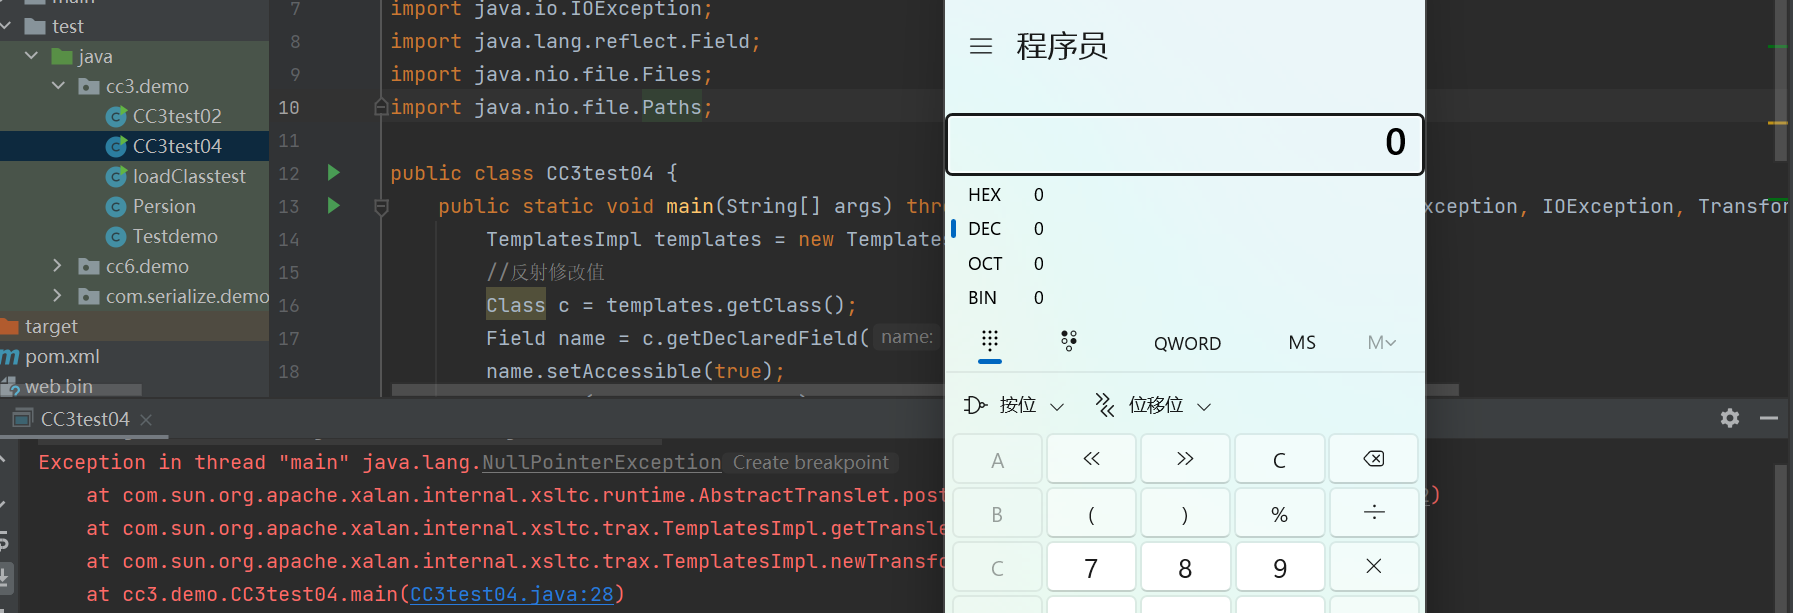 main
test
java
cc3.demo
CC3test02
CC3test04
loadClasstest
Persion
Testdemo
cc6.demo
com.serialize.demo
target
pom.xml
web.bin
7 import java.io.IOException;
8 import java.lang.reflect.Field;
9 import java.nio.file.Files;
10 import java.nio.file.Paths;
11
12 public class CC3test04 {
13 public static void main(String[] args) thr
xception, IOException, Transfor
14 TemplatesImpl templates = new Templates
15 //反射修改值
16 Class c = templates.getClass();
17 Field name = c.getDeclaredField( name:
18 name.setAccessible(true);
程序员
0
HEX 0
DEC 0
OCT 0
BIN 0
QWORD MS M
按位 位移位
A « » C
B ( ) % ÷
C 7 8 9 ×
CC3test04
Exception in thread "main" java.lang.NullPointerException Create breakpoint
at com.sun.org.apache.xalan.internal.xsltc.runtime.AbstractTranslet.post
2)
at com.sun.org.apache.xalan.internal.xsltc.trax.TemplatesImpl.getTransle
at com.sun.org.apache.xalan.internal.xsltc.trax.TemplatesImpl.newTransfo
at cc3.demo.CC3test04.main(CC3test04.java:28)